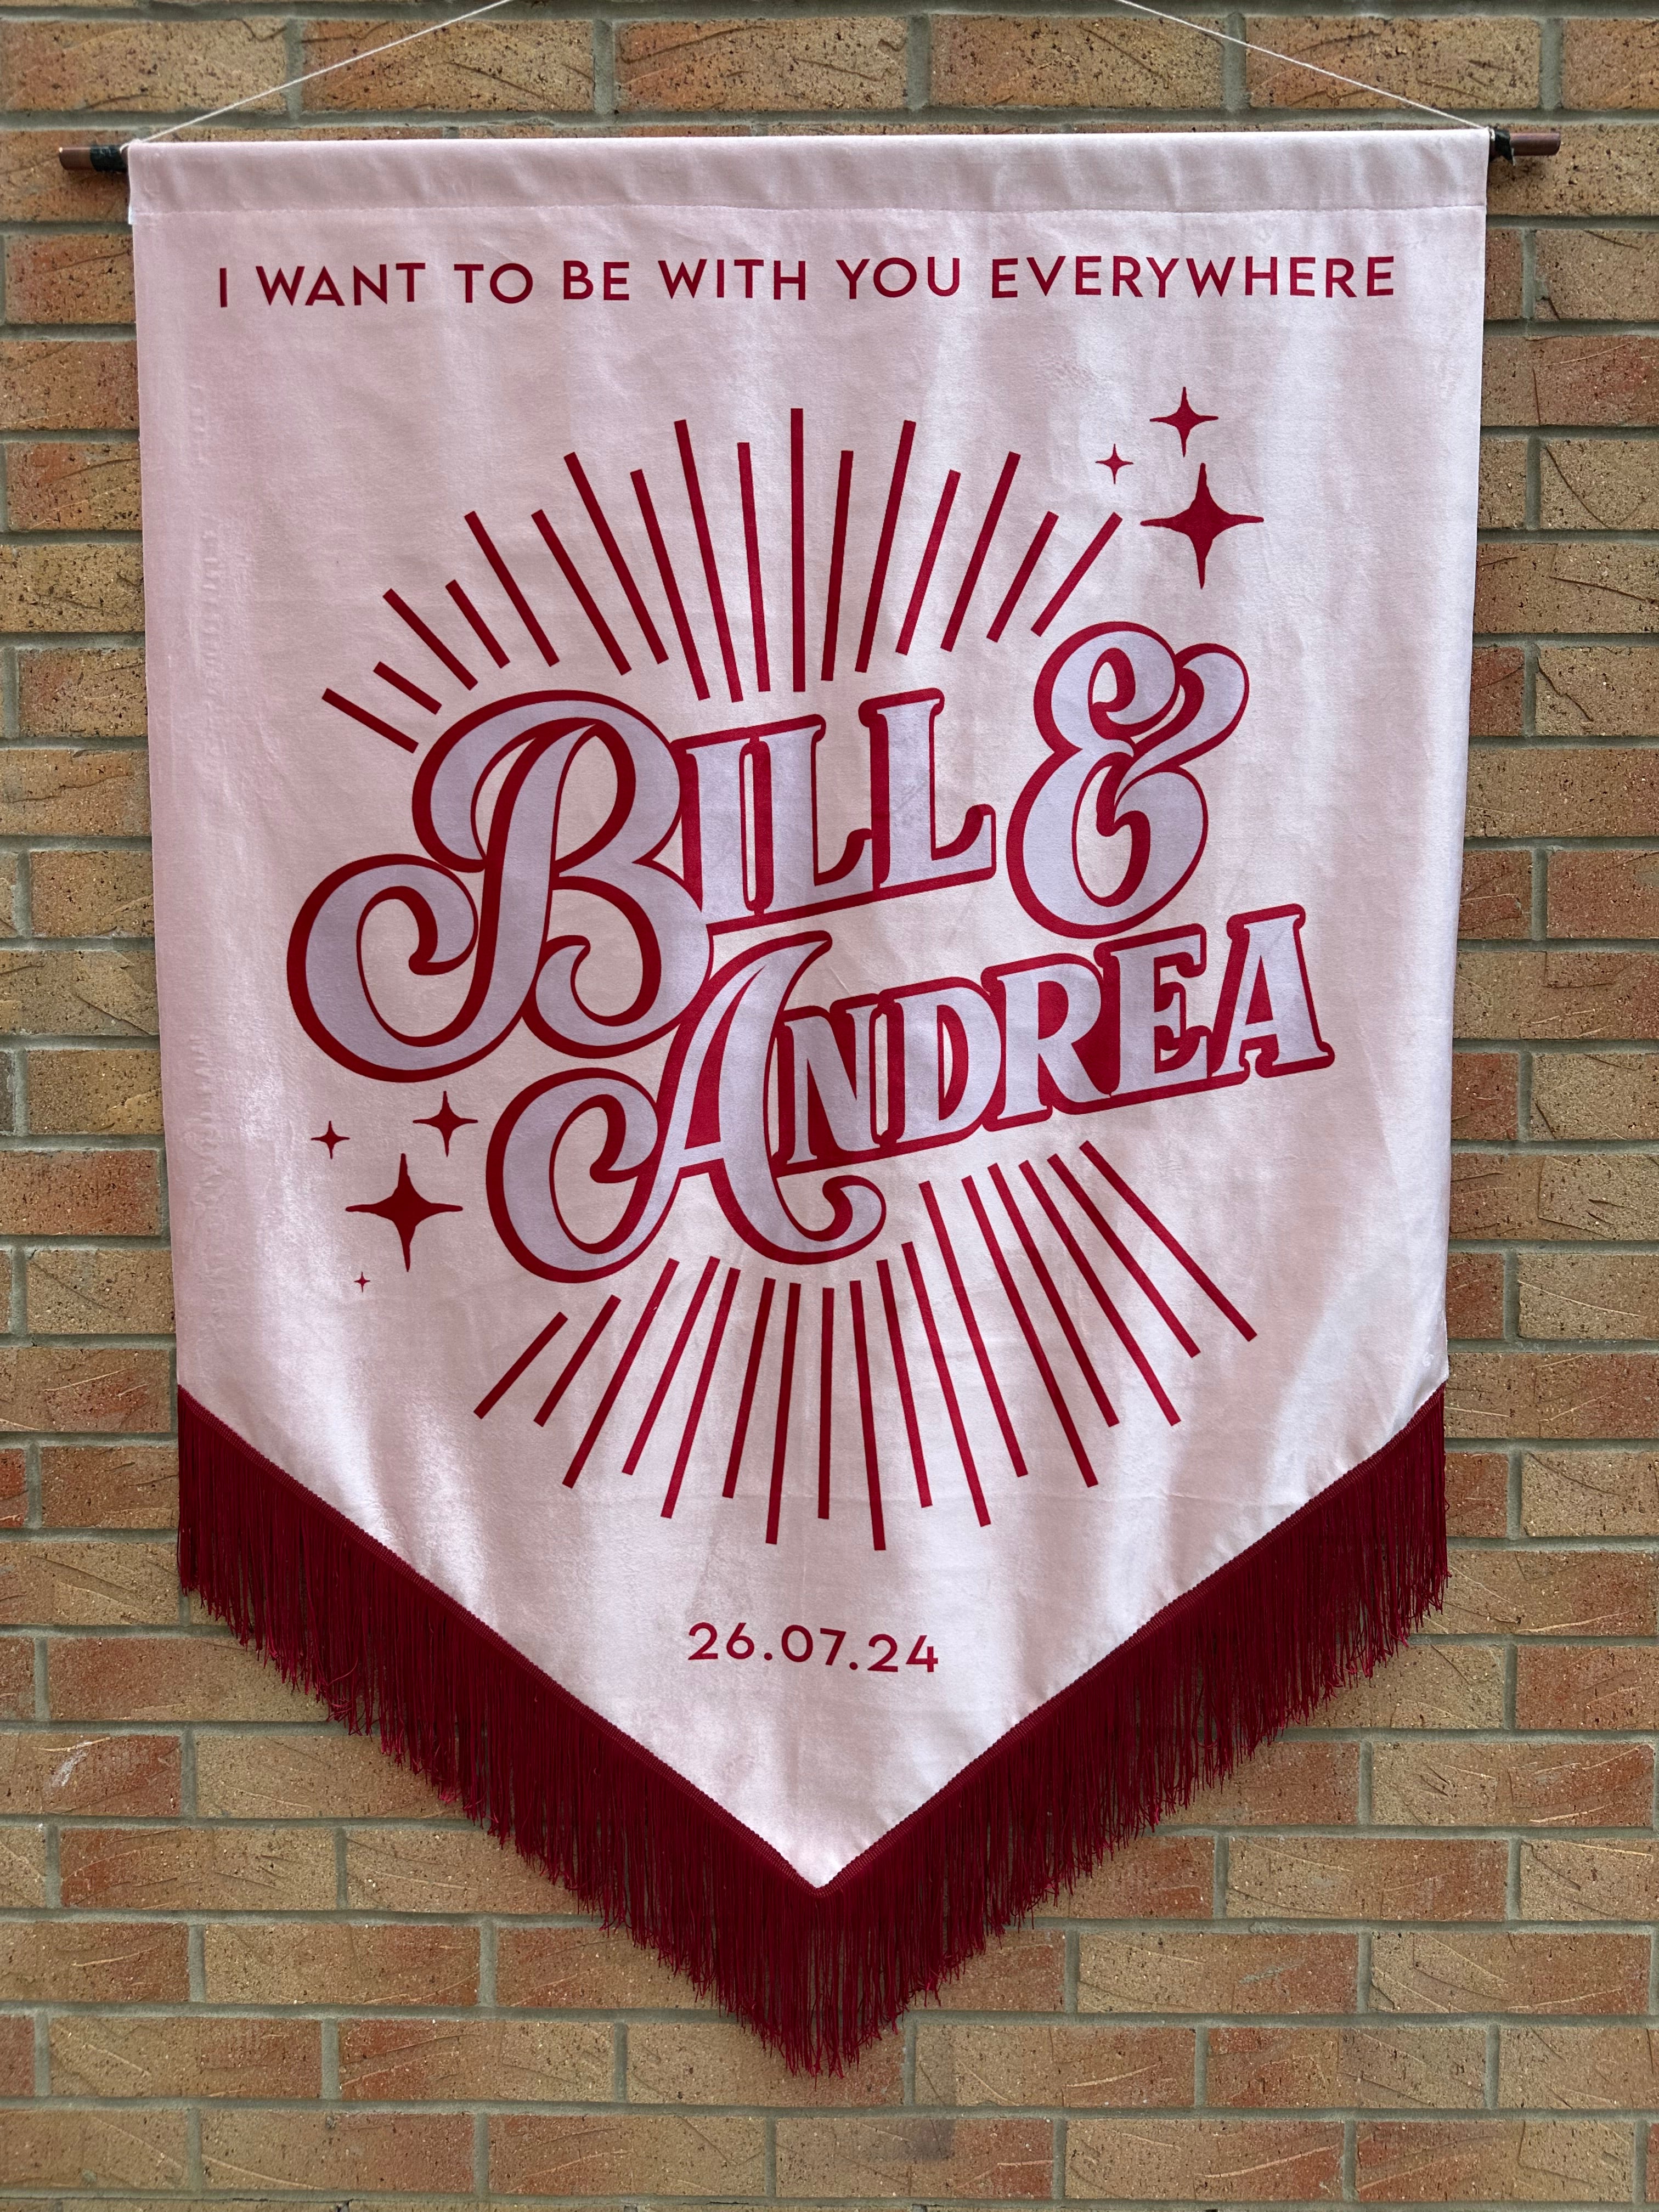 I WANT TO BE WITH YOU EVERYWHERE
BILL &
ANDREA
26.07.24